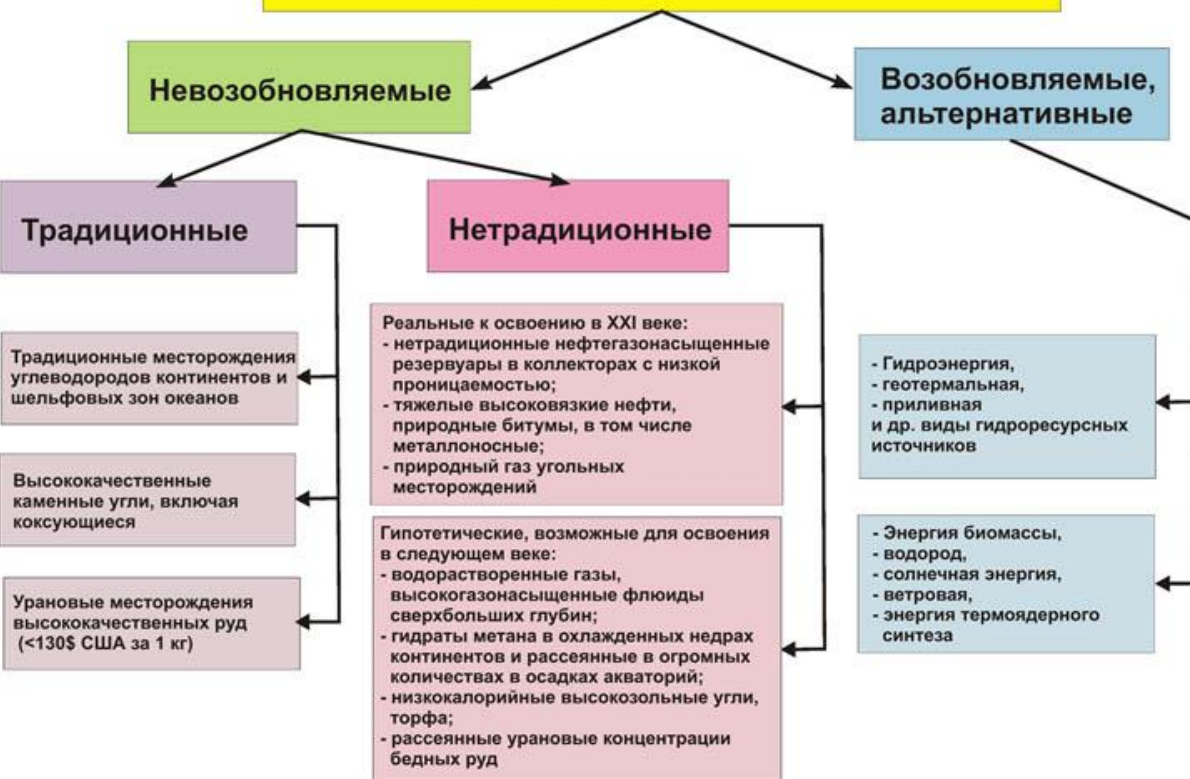 Невозобновляемые
Возобновляемые,
альтернативные
Традиционные
Нетрадиционные
Традиционные месторождения
углеводородов континентов и
шельфовых зон океанов
Высококачественные
каменные угли, включая
коксующиеся
Урановые месторождения
высококачественных руд
(<130$ США за 1 кг)
Реальные к освоению в XXI веке:
- нетрадиционные нефтегазонасыщенные
резервуары в коллекторах с низкой
проницаемостью;
- тяжелые высоковязкие нефти,
природные битумы, в том числе
металлоносные;
- природный газ угольных
месторождений
Гипотетические, возможные для освоения
в следующем веке:
- водорастворенные газы,
высокогазонасыщенные флюиды
сверхбольших глубин;
- гидраты метана в охлажденных недрах
континентов и рассеянные в огромных
количествах в осадках акваторий;
- низкокалорийные высокозольные угли,
торфа;
- рассеянные урановые концентрации
бедных руд
- Гидроэнергия,
- геотермальная,
- приливная
и др. виды гидроресурсных
источников
- Энергия биомассы,
- водород,
- солнечная энергия,
- ветровая,
- энергия термоядерного
синтеза